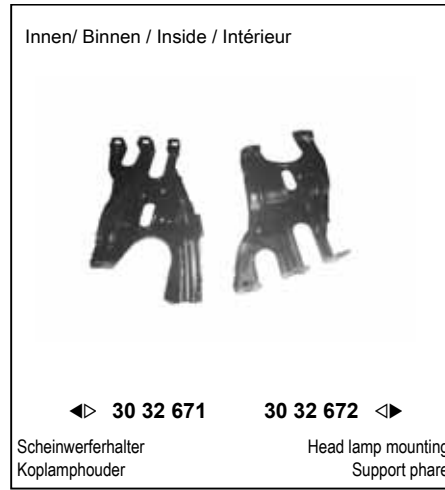 Innen/ Binnen / Inside / Intérieur
◀▷ 30 32 671 30 32 672 ◁▶
Scheinwerferhalter Head lamp mounting
Koplamphouder Support phare